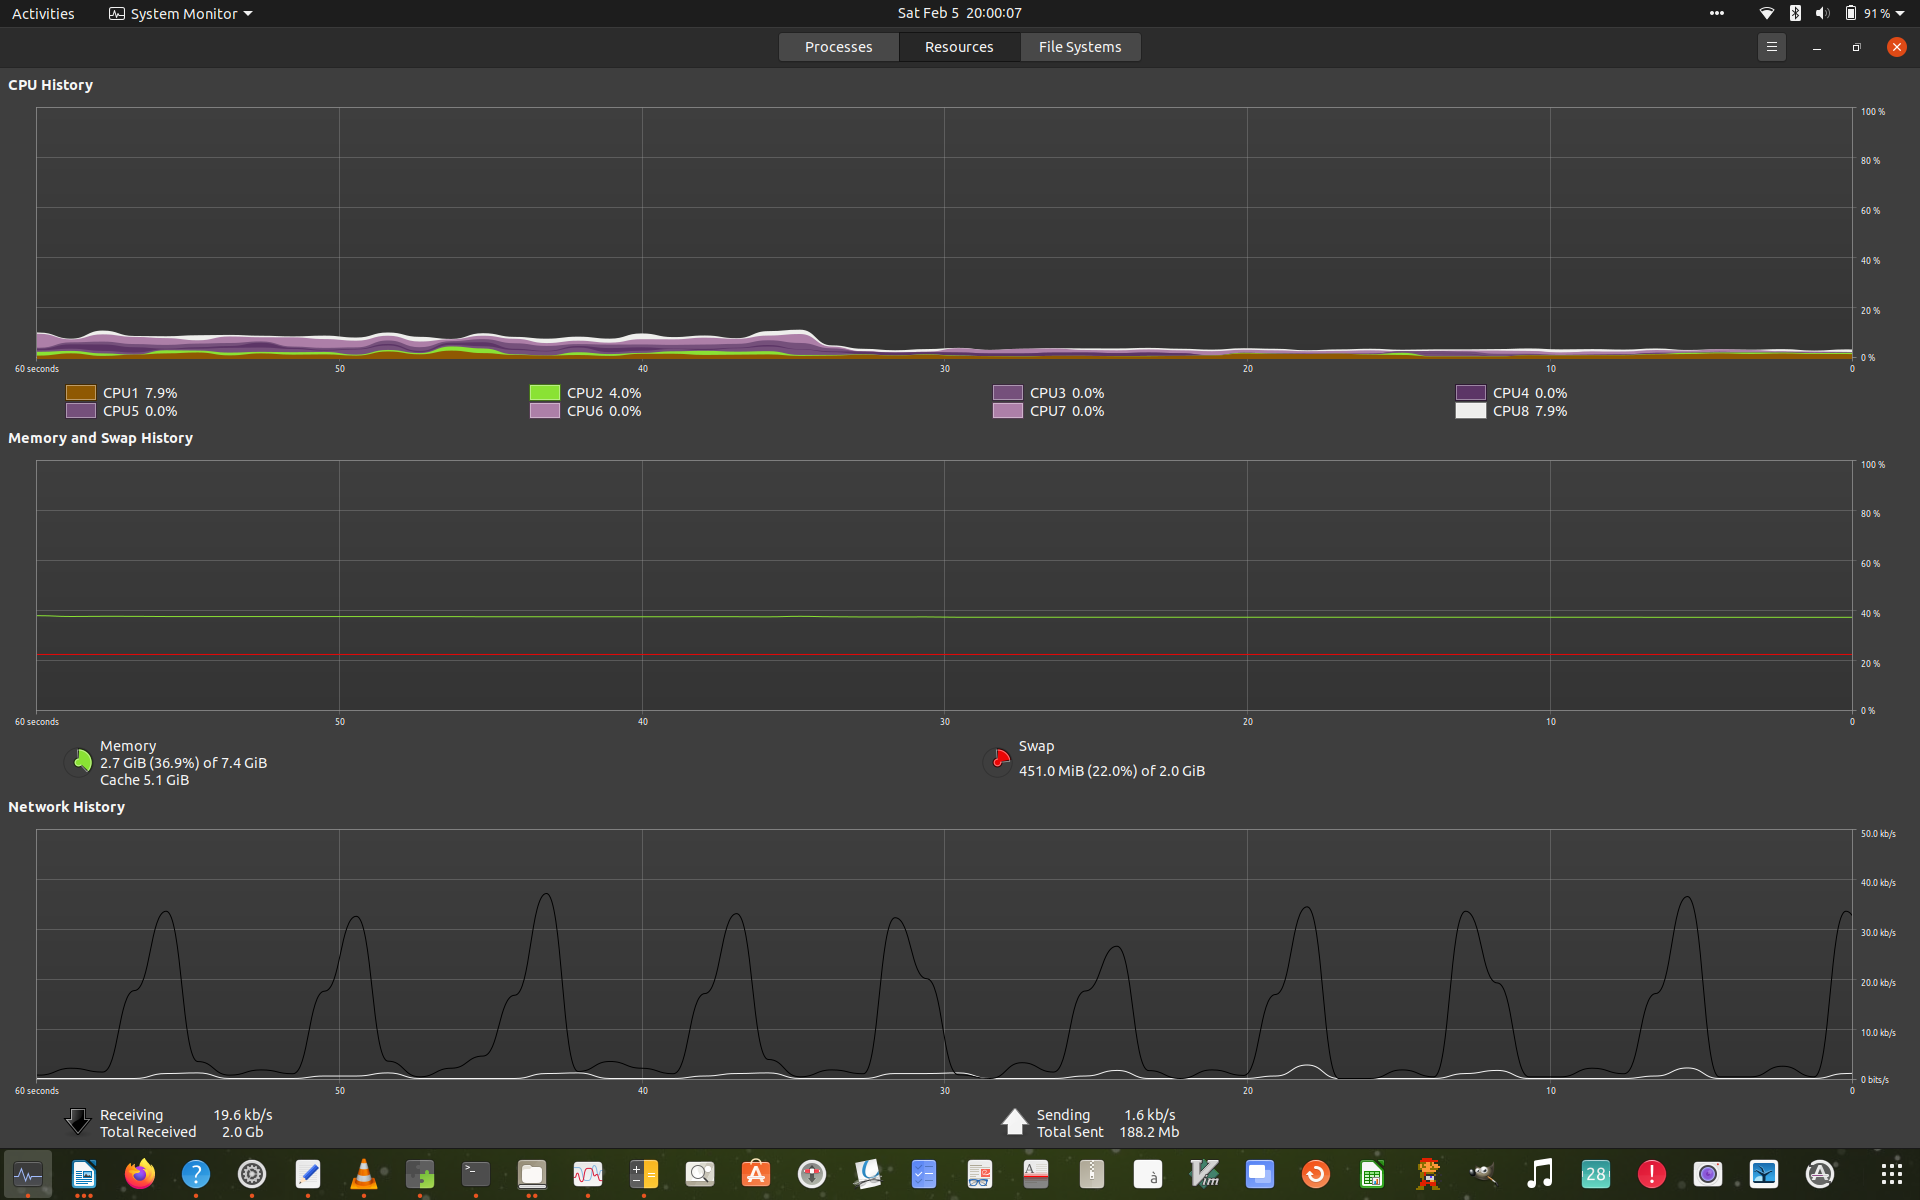 Activities System Monitor Sat Feb 5 20:00:07 91 %
Processes Resources File Systems
CPU History
100 %
80 %
60 %
40 %
20 %
0 %
60 seconds 50 40 30 20 10 0
CPU1 7.9% CPU2 4.0% CPU3 0.0% CPU4 0.0%
CPU5 0.0% CPU6 0.0% CPU7 0.0% CPU8 7.9%
Memory and Swap History
100 %
80 %
60 %
40 %
20 %
0 %
60 seconds 50 40 30 20 10 0
Memory
2.7 GiB (36.9%) of 7.4 GiB
Cache 5.1 GiB
Swap
451.0 MiB (22.0%) of 2.0 GiB
Network History
50.0 kb/s
40.0 kb/s
30.0 kb/s
20.0 kb/s
10.0 kb/s
0 bits/s
60 seconds 50 40 30 20 10 0
Receiving 19.6 kb/s
Total Received 2.0 Gb
Sending 1.6 kb/s
Total Sent 188.2 Mb
? >_ A à Vim 28 !